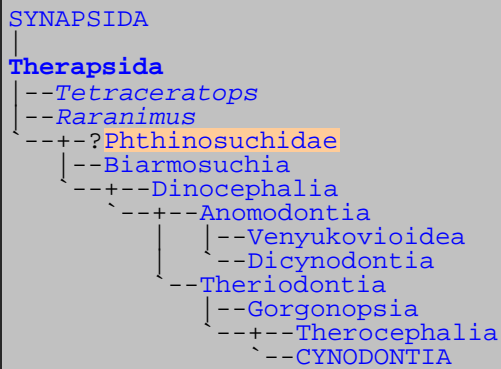 SYNAPSIDA
|
Therapsida
|--Tetraceratops
|--Raranimus
`--+-?Phthinosuchidae
   |--Biarmosuchia
   `--+--Dinocephalia
      `--+--Anomodontia
         |  |--Venyukovioidea
         |  `--Dicynodontia
         `--Theriodontia
            |--Gorgonopsia
            `--+--Therocephalia
               `--CYNODONTIA